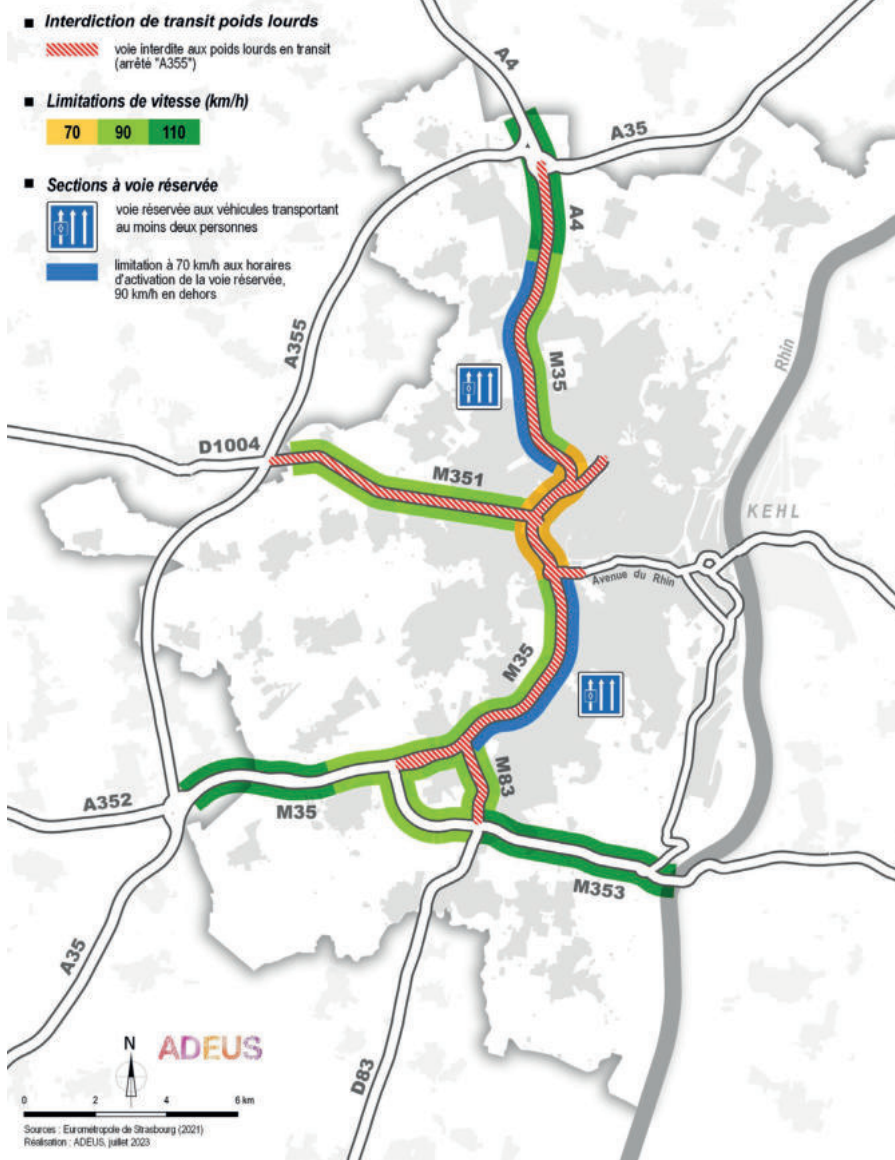 Interdiction de transit poids lourds
voie interdite aux poids lourds en transit
(arrêté "A355")
Limitations de vitesse (km/h)
70 90 110
Sections à voie réservée
voie réservée aux véhicules transportant
au moins deux personnes
limitation à 70 km/h aux horaires
d'activation de la voie réservée,
90 km/h en dehors
A4
A35
A4
A355
Rhin
M35
D1004
M351
KEHL
Avenue du Rhin
M35
M83
A352
M35
M353
A35
D83
N
ADEUS
0 2 4 6 km
Sources : Eurométropole de Strasbourg (2021)
Réalisation : ADEUS, juillet 2023